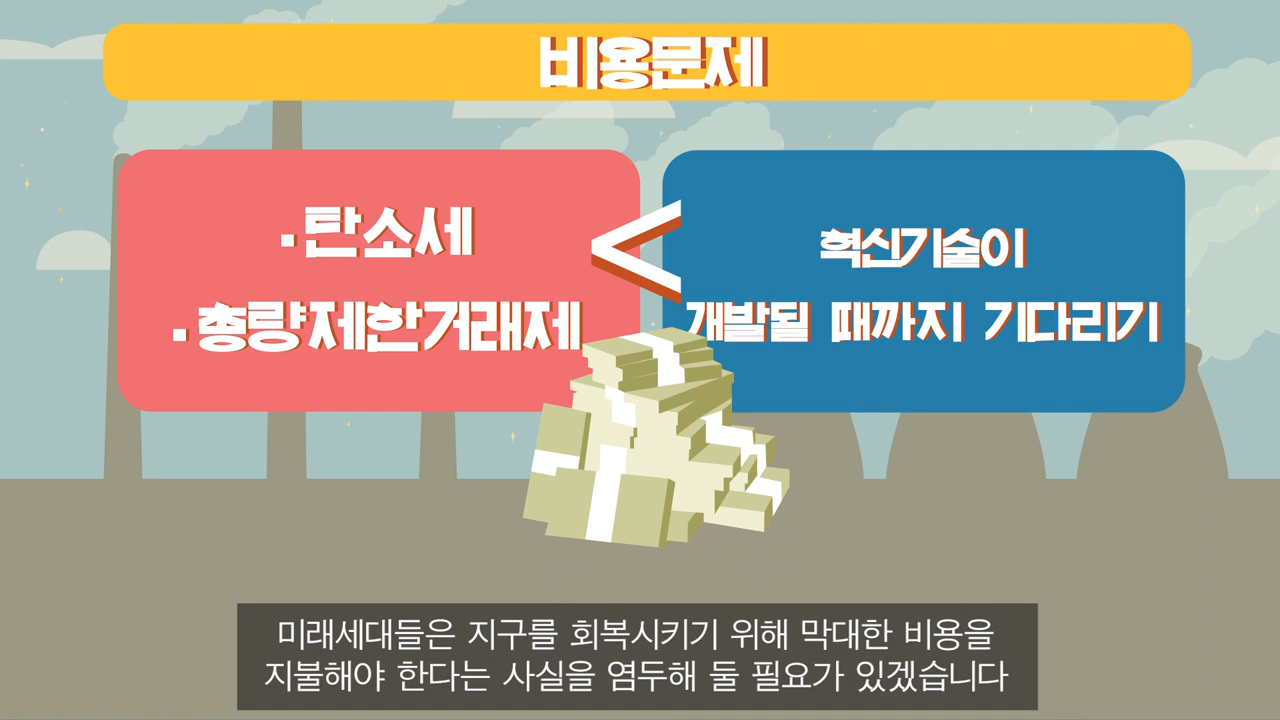 비용문제
·탄소세
·총량제한거래제
<
혁신기술이
개발될 때까지 기다리기
미래세대들은 지구를 회복시키기 위해 막대한 비용을
지불해야 한다는 사실을 염두해 둘 필요가 있겠습니다